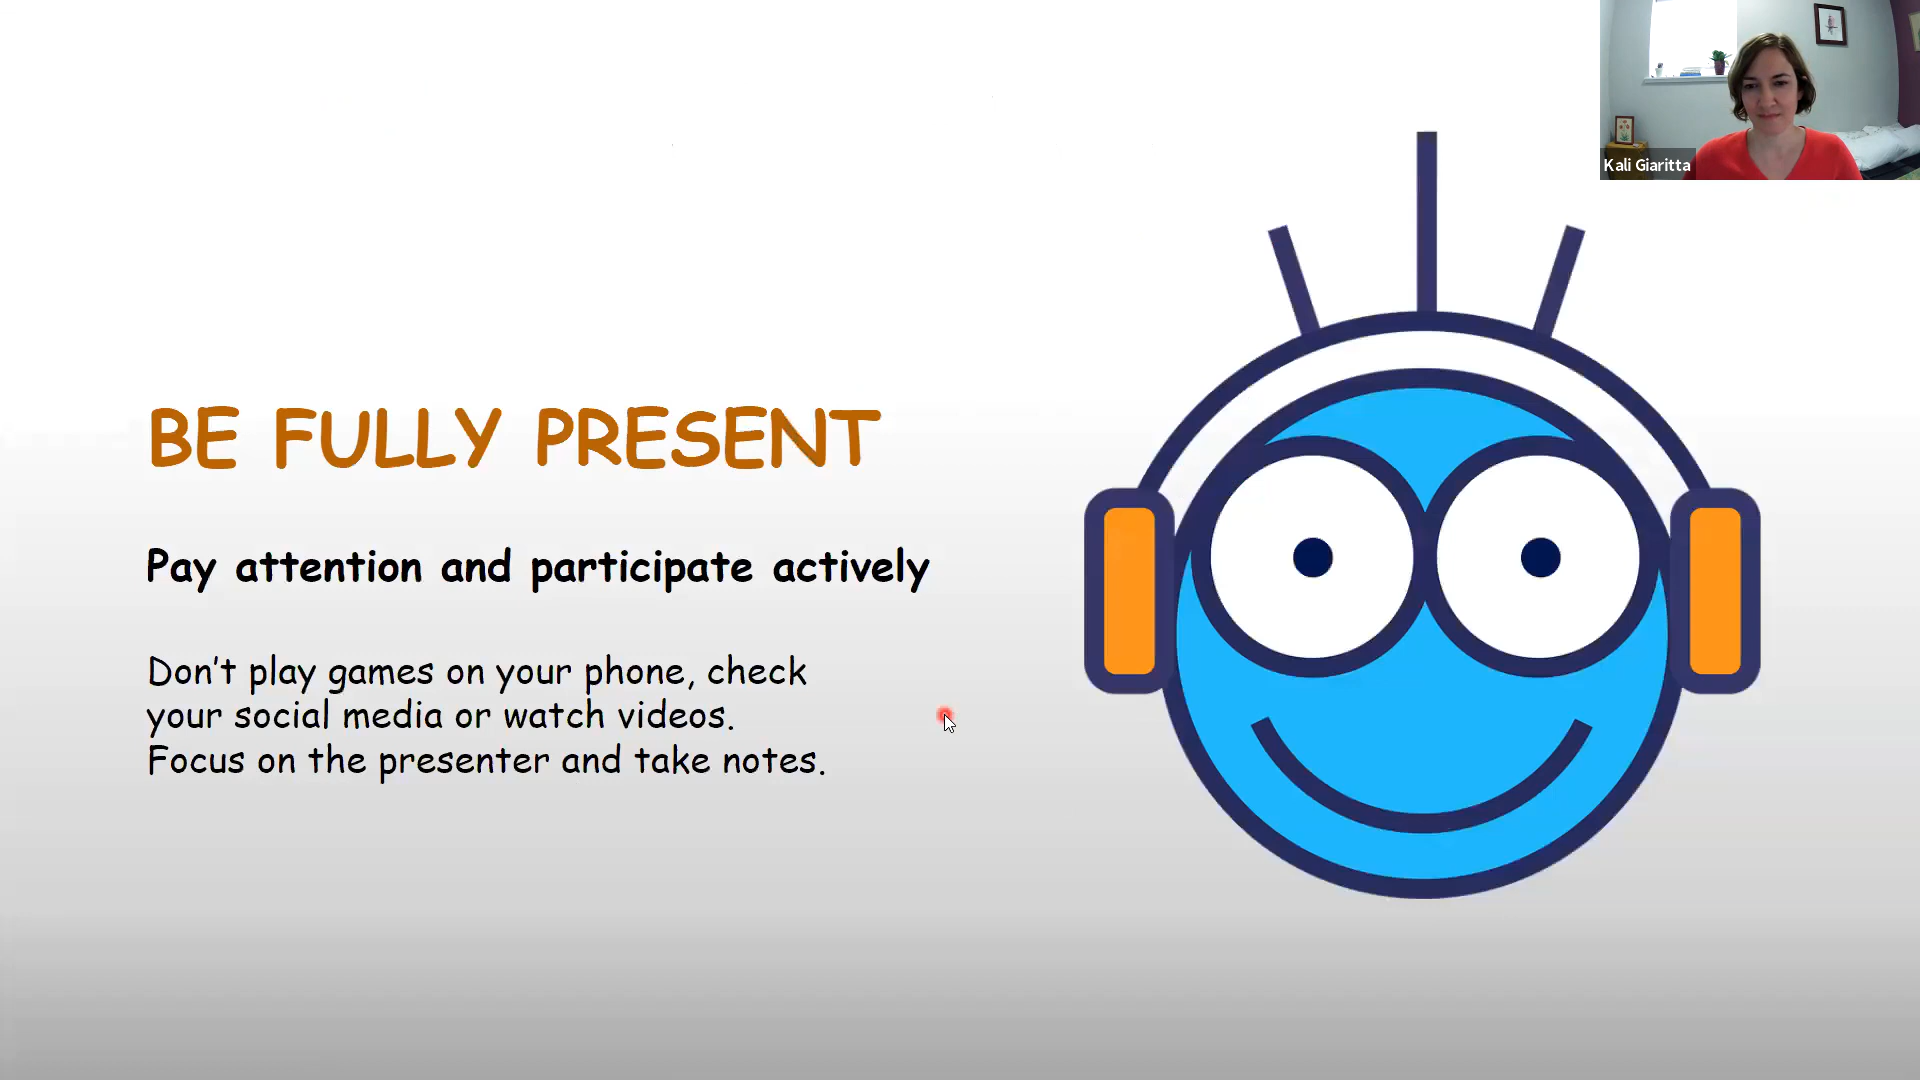 Kali Giaritta
BE FULLY PRESENT
Pay attention and participate actively
Don't play games on your phone, check
your social media or watch videos.
Focus on the presenter and take notes.